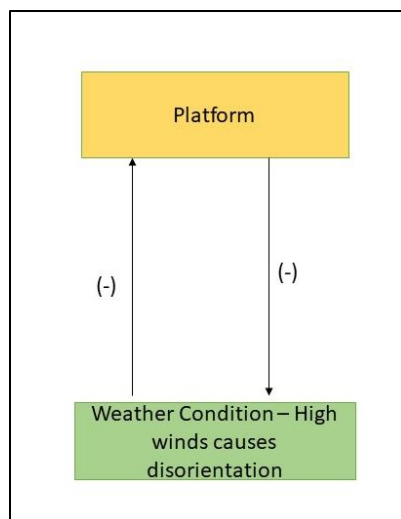 Platform
(-)
(-)
Weather Condition – High
winds causes
disorientation